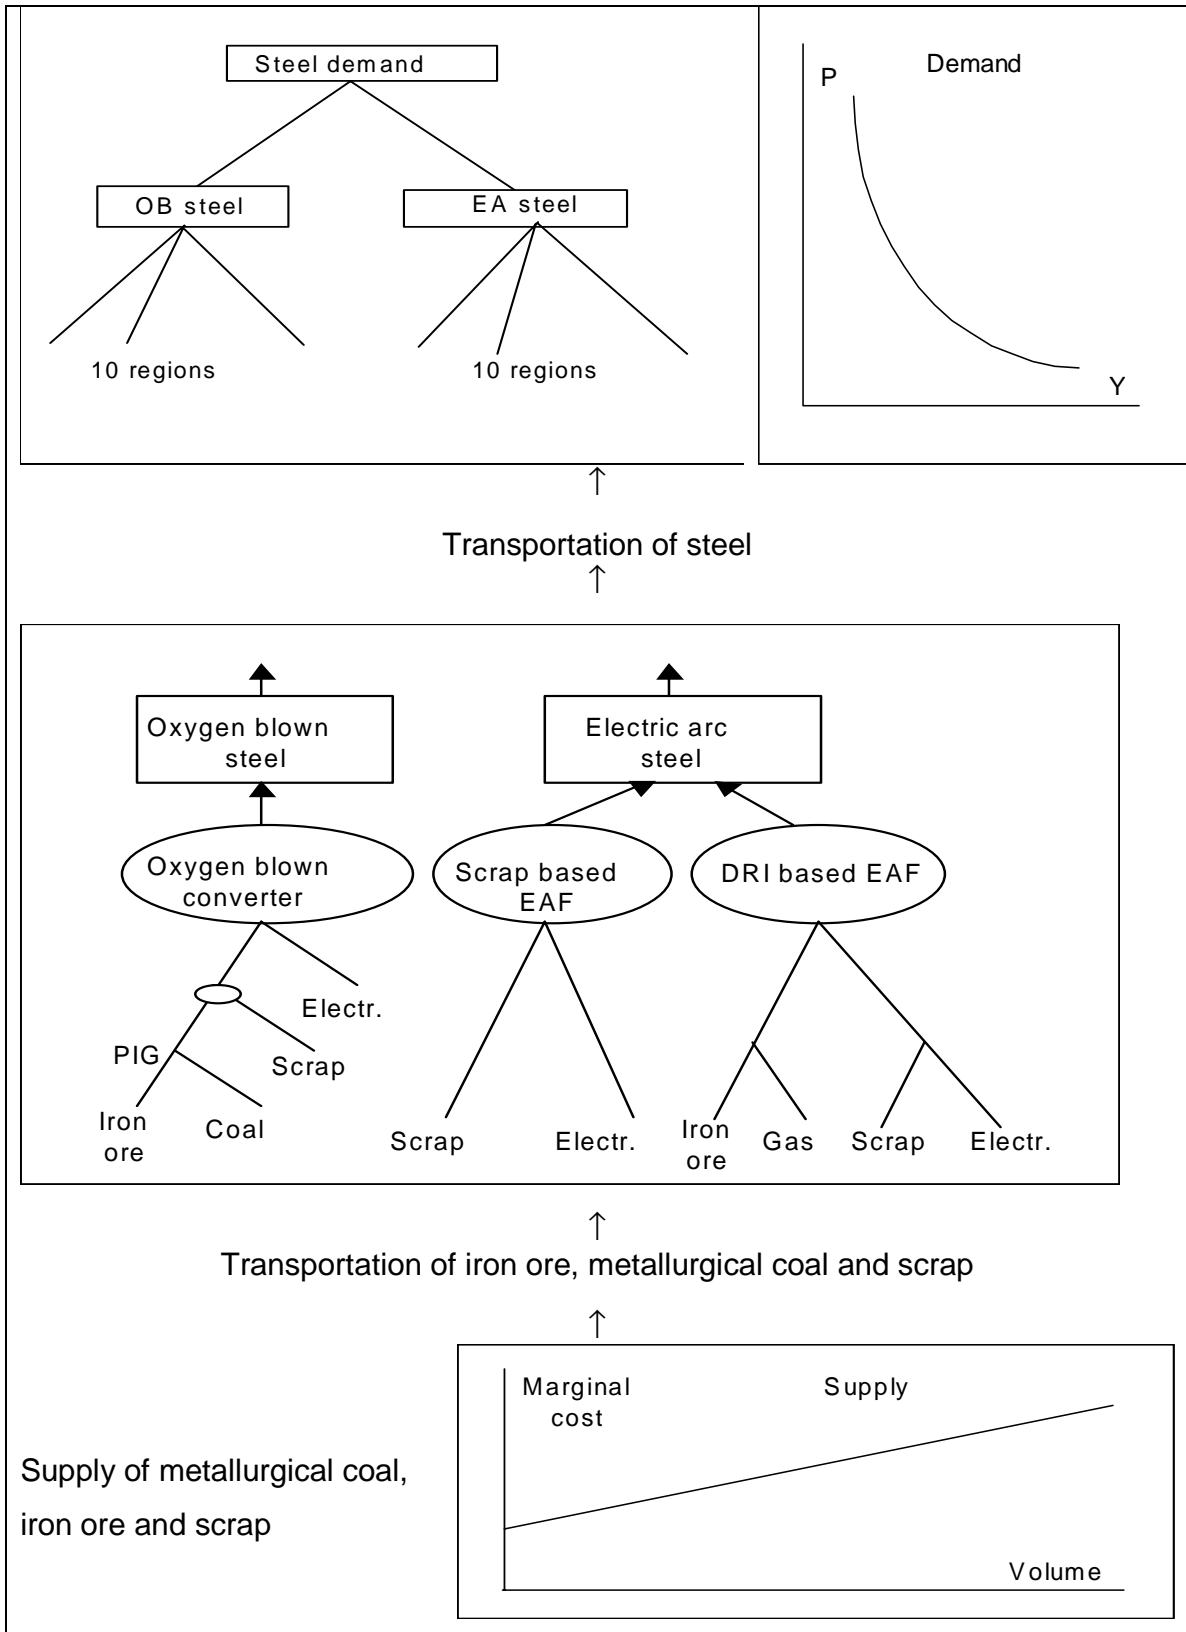 Steel demand
OB steel
EA steel
10 regions
10 regions
Demand
P
Y
↑
Transportation of steel
↑
Oxygen blown
steel
Electric arc
steel
Oxygen blown
converter
Scrap based
EAF
DRI based EAF
Electr.
PIG
Scrap
Iron
ore
Coal
Scrap
Electr.
Iron
ore
Gas
Scrap
Electr.
↑
Transportation of iron ore, metallurgical coal and scrap
↑
Marginal
cost
Supply
Supply of metallurgical coal,
iron ore and scrap
Volume